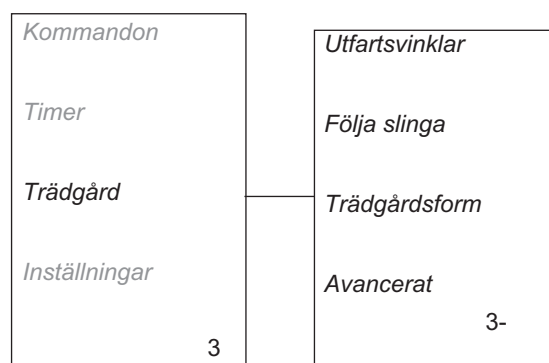 Kommandon
Timer
Trädgård
Inställningar
3
Utfartsvinklar
Följa slinga
Trädgårdsform
Avancerat
3-